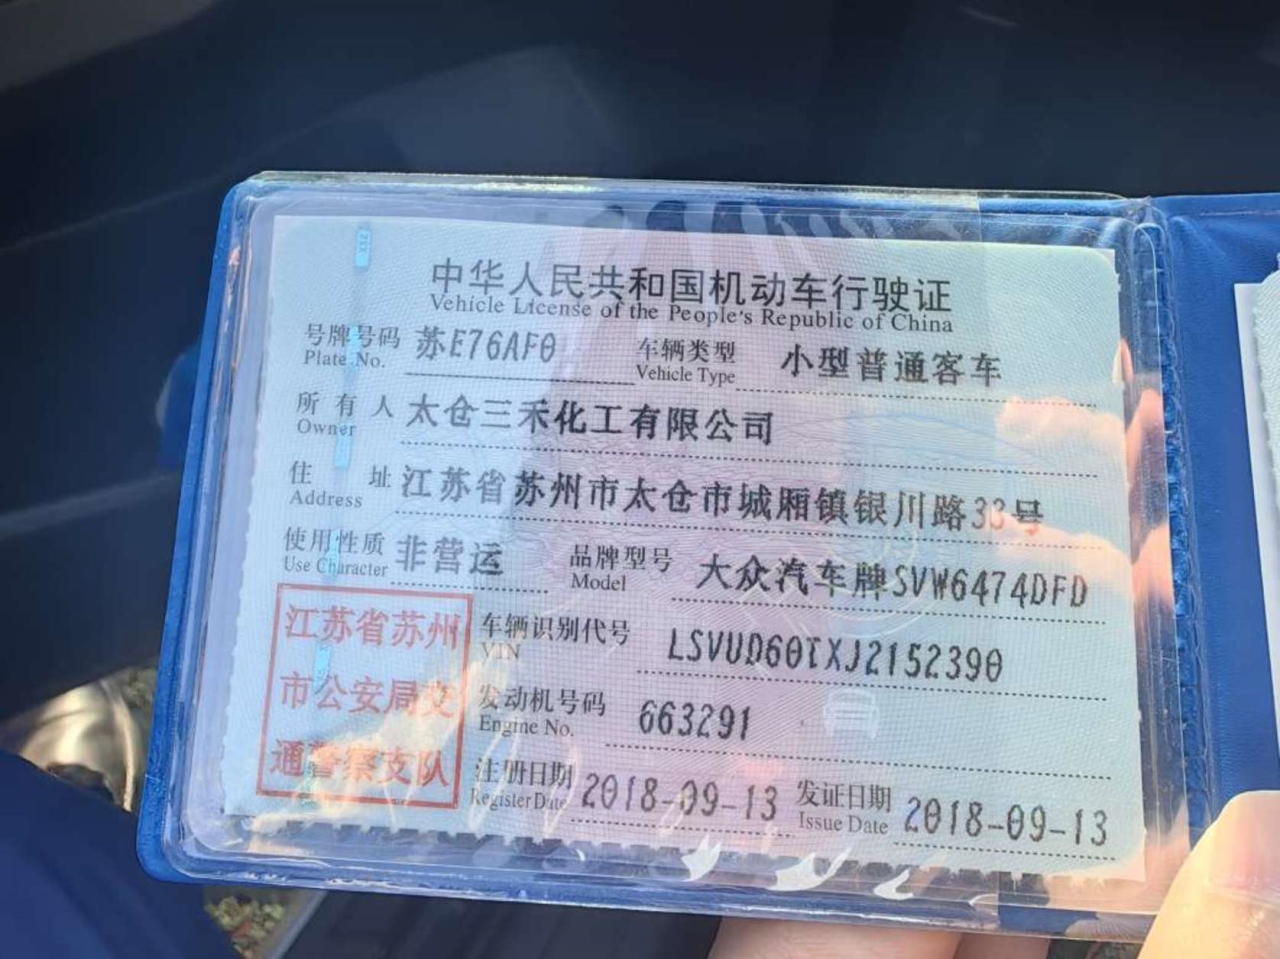 中华人民共和国机动车行驶证
Vehicle License of the People's Republic of China
号牌号码 苏E76AF0 车辆类型 小型普通客车
Plate No. Vehicle Type
所有人 太仓三禾化工有限公司
Owner
住址 江苏省苏州市太仓市城厢镇银川路33号
Address
使用性质 非营运 品牌型号 大众汽车牌SVW6474DFD
Use Character Model
江苏省苏州
市公安局交
通警察支队
车辆识别代号 LSVUD60TXJ2152390
VIN
发动机号码 663291
Engine No.
注册日期 2018-09-13 发证日期 2018-09-13
Register Date Issue Date